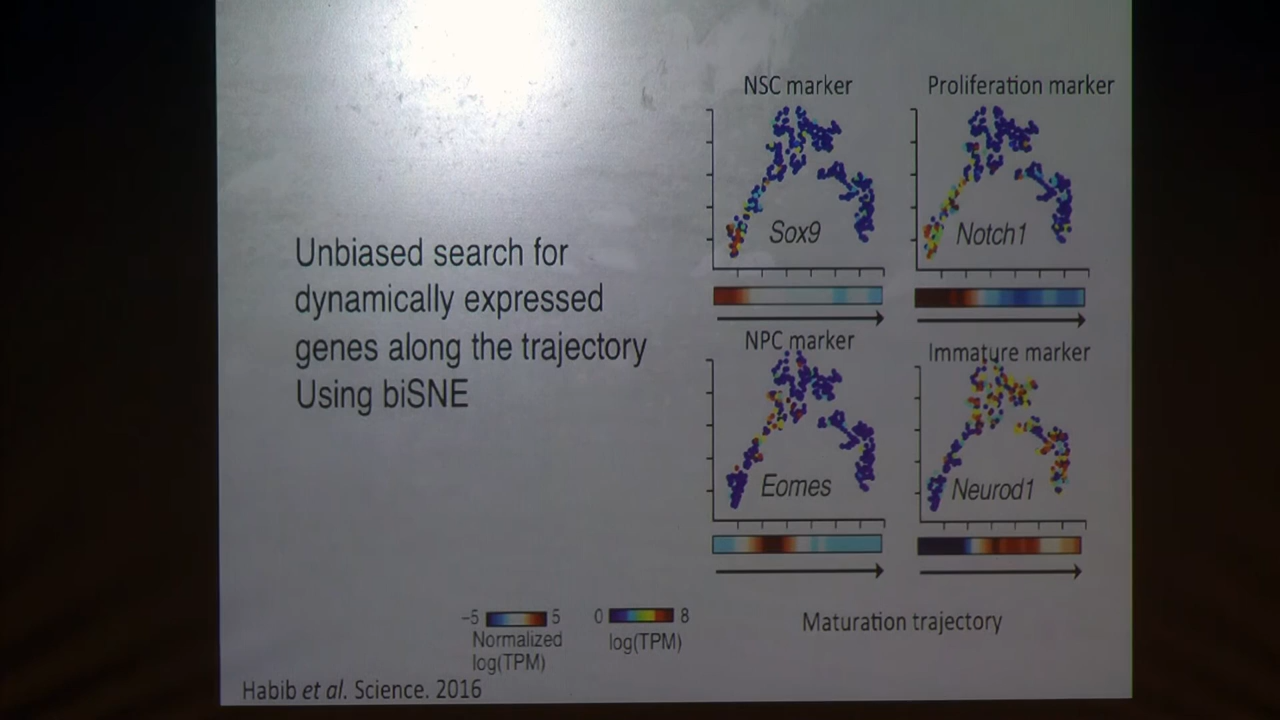 Unbiased search for
dynamically expressed
genes along the trajectory
Using biSNE
NSC marker
Sox9
Proliferation marker
Notch1
NPC marker
Eomes
Immature marker
Neurod1
Maturation trajectory
−5 5
Normalized
log(TPM)
0 8
log(TPM)
Habib et al. Science. 2016